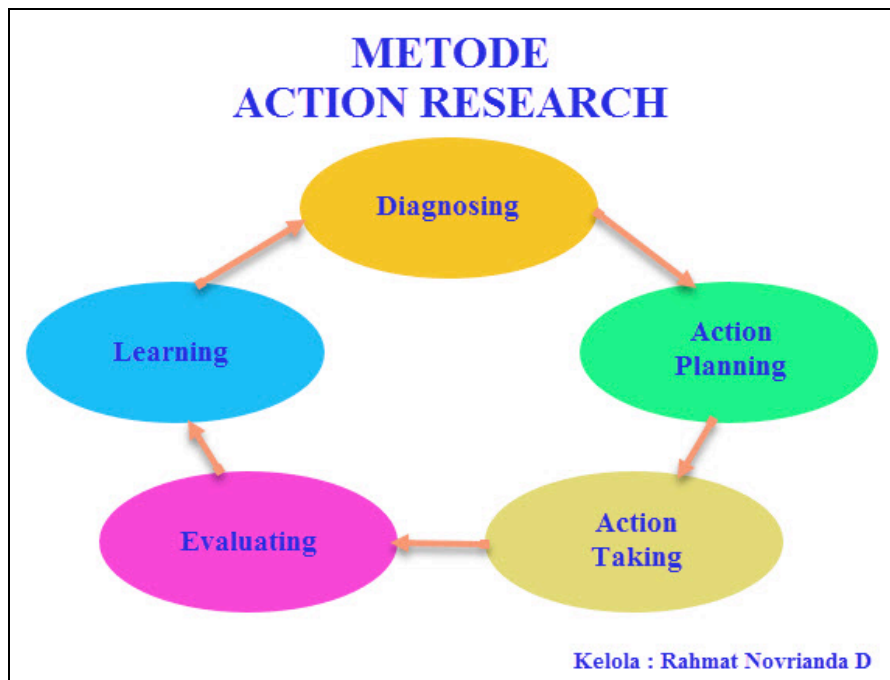 METODE
ACTION RESEARCH
Diagnosing
Action
Planning
Action
Taking
Evaluating
Learning
Kelola : Rahmat Novrianda D